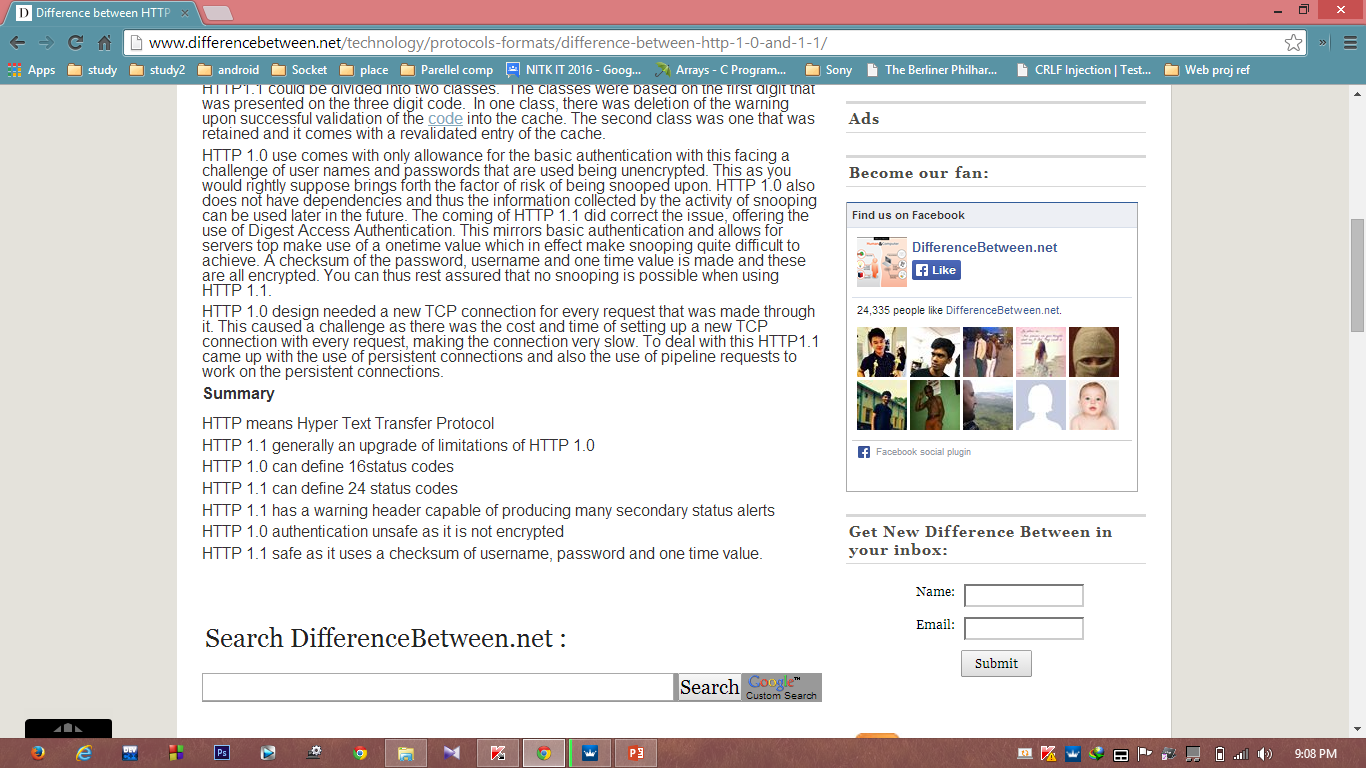 Difference between HTTP
www.differencebetween.net/technology/protocols-formats/difference-between-http-1-0-and-1-1/
Apps study study2 android Socket place Parellel comp NITK IT 2016 - Goog... Arrays - C Program... Sony The Berliner Philhar... CRLF Injection | Test... Web proj ref
HTTP1.1 could be divided into two classes. The classes were based on the first digit that
was presented on the three digit code. In one class, there was deletion of the warning
upon successful validation of the code into the cache. The second class was one that was
retained and it comes with a revalidated entry of the cache.
HTTP 1.0 use comes with only allowance for the basic authentication with this facing a
challenge of user names and passwords that are used being unencrypted. This as you
would rightly suppose brings forth the factor of risk of being snooped upon. HTTP 1.0 also
does not have dependencies and thus the information collected by the activity of snooping
can be used later in the future. The coming of HTTP 1.1 did correct the issue, offering the
use of Digest Access Authentication. This mirrors basic authentication and allows for
servers top make use of a onetime value which in effect make snooping quite difficult to
achieve. A checksum of the password, username and one time value is made and these
are all encrypted. You can thus rest assured that no snooping is possible when using
HTTP 1.1.
HTTP 1.0 design needed a new TCP connection for every request that was made through
it. This caused a challenge as there was the cost and time of setting up a new TCP
connection with every request, making the connection very slow. To deal with this HTTP1.1
came up with the use of persistent connections and also the use of pipeline requests to
work on the persistent connections.
Summary
HTTP means Hyper Text Transfer Protocol
HTTP 1.1 generally an upgrade of limitations of HTTP 1.0
HTTP 1.0 can define 16status codes
HTTP 1.1 can define 24 status codes
HTTP 1.1 has a warning header capable of producing many secondary status alerts
HTTP 1.0 authentication unsafe as it is not encrypted
HTTP 1.1 safe as it uses a checksum of username, password and one time value.
Search DifferenceBetween.net :
Search
Google™
Custom Search
Ads
Become our fan:
Find us on Facebook
DifferenceBetween.net
Like
24,335 people like DifferenceBetween.net.
Facebook social plugin
Get New Difference Between in
your inbox:
Name:
Email:
Submit
9:08 PM